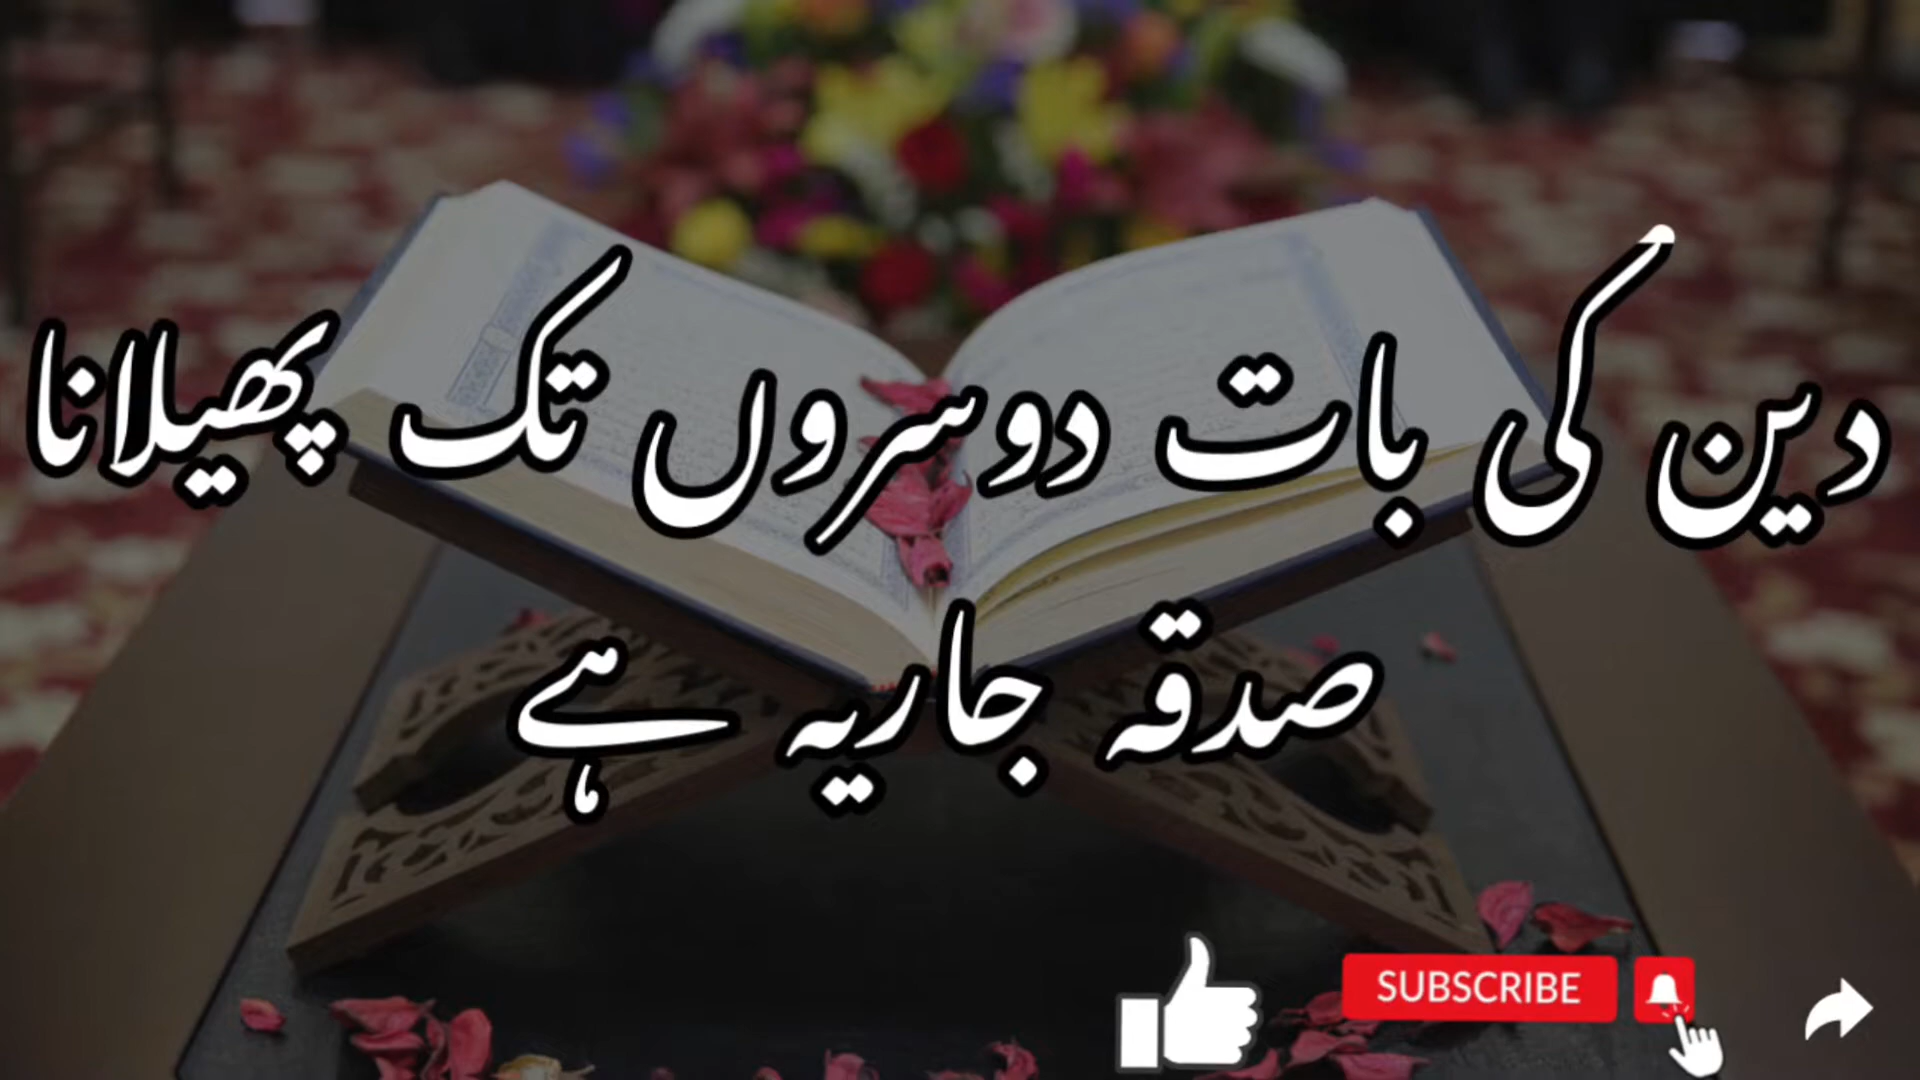 دین کی بات دوسروں تک پھیلانا
صدقہ جاریہ ہے
SUBSCRIBE